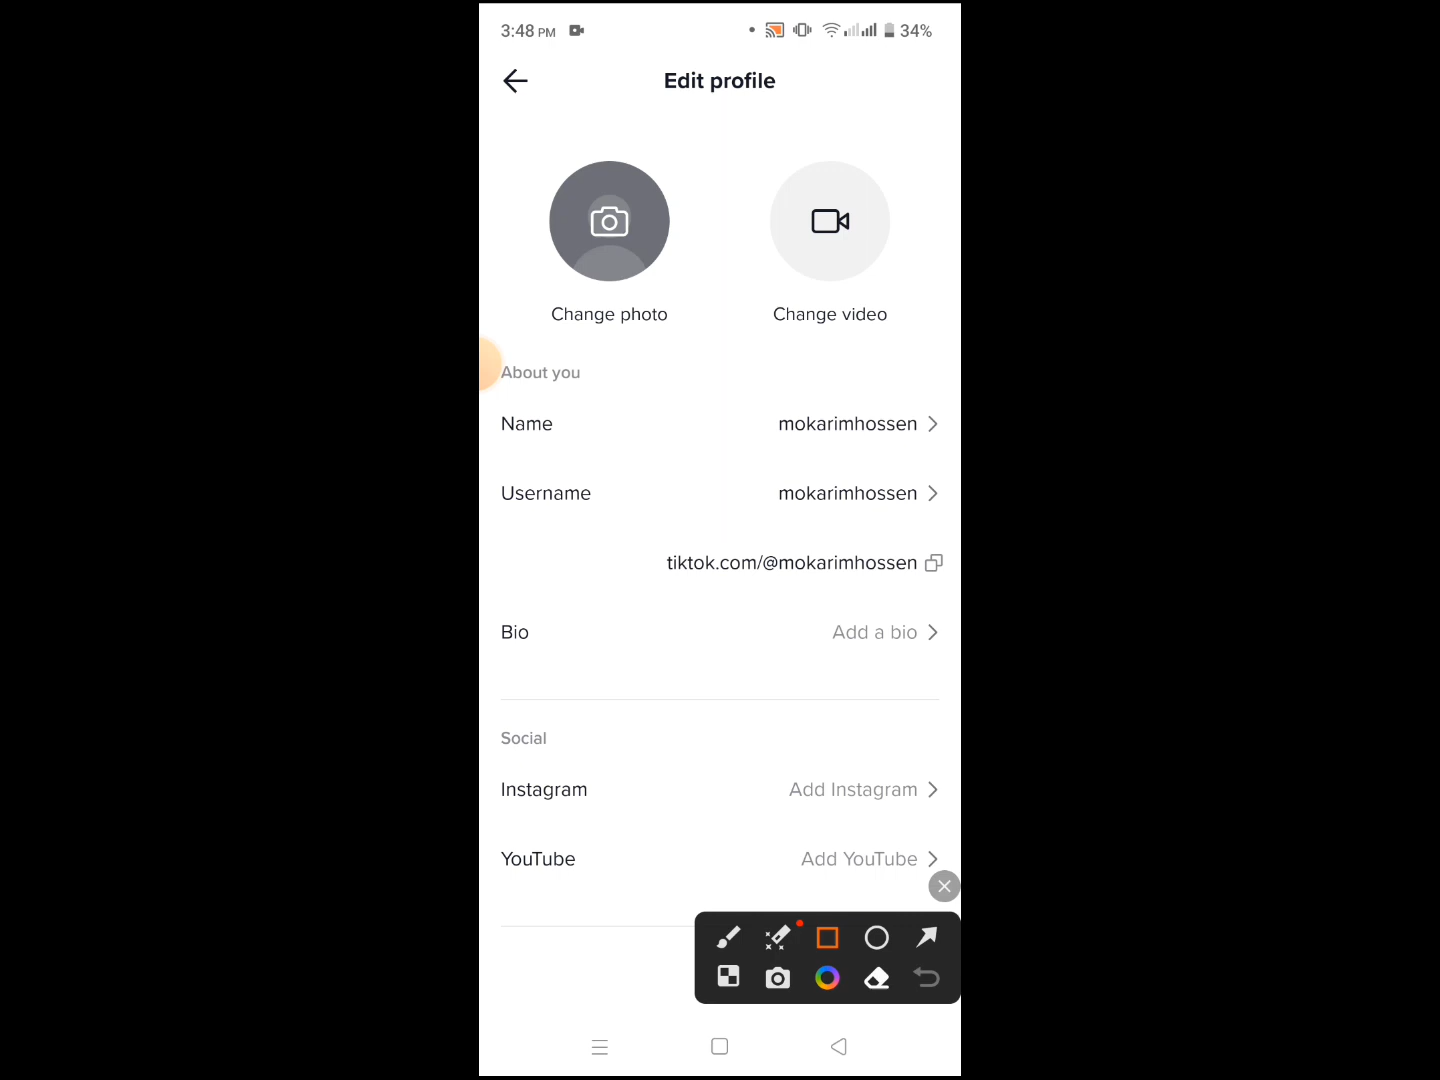 3:48 PM 34%
Edit profile
Change photo Change video
About you
Name mokarimhossen
Username mokarimhossen
tiktok.com/@mokarimhossen
Bio Add a bio
Social
Instagram Add Instagram
YouTube Add YouTube